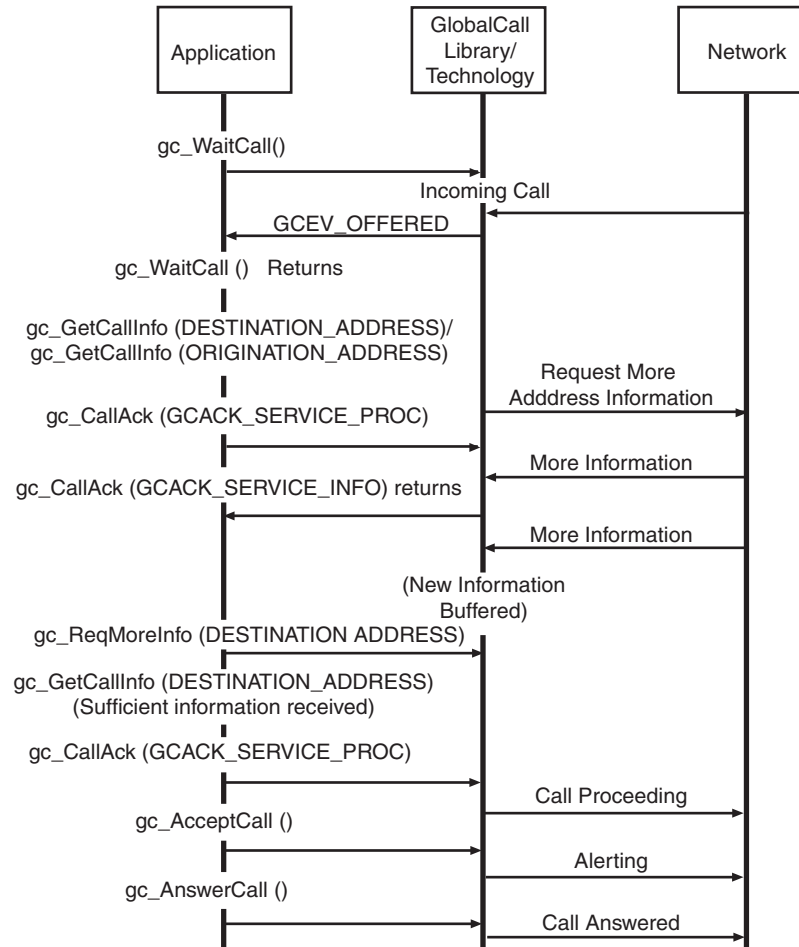 Application
GlobalCall
Library/
Technology
Network
gc_WaitCall()
Incoming Call
GCEV_OFFERED
gc_WaitCall () Returns
gc_GetCallInfo (DESTINATION_ADDRESS)/
gc_GetCallInfo (ORIGINATION_ADDRESS)
Request More
Adddress Information
gc_CallAck (GCACK_SERVICE_PROC)
More Information
gc_CallAck (GCACK_SERVICE_INFO) returns
More Information
(New Information
Buffered)
gc_ReqMoreInfo (DESTINATION ADDRESS)
gc_GetCallInfo (DESTINATION_ADDRESS)
(Sufficient information received)
gc_CallAck (GCACK_SERVICE_PROC)
Call Proceeding
gc_AcceptCall ()
Alerting
gc_AnswerCall ()
Call Answered